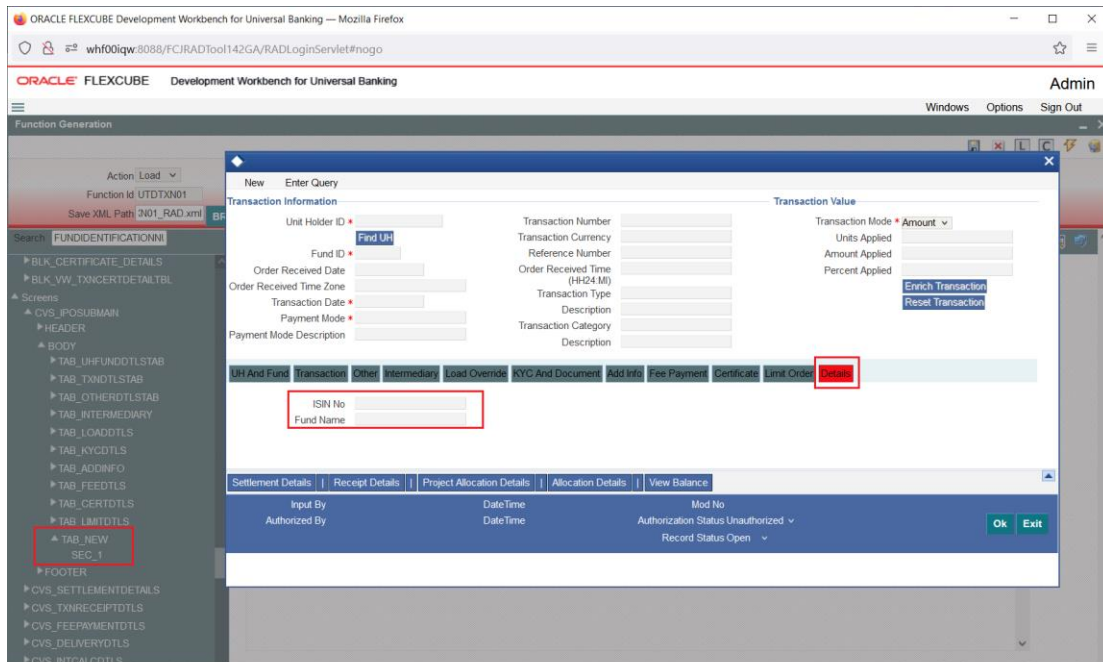 ORACLE FLEXCUBE Development Workbench for Universal Banking — Mozilla Firefox
whf00iqw:8088/FCJRADTool142GA/RADLoginServlet#nogo
ORACLE FLEXCUBE Development Workbench for Universal Banking
Admin
Windows Options Sign Out
Function Generation
L C
Action Load
Function Id UTDTXN01
Save XML Path N01_RAD.xml BR
Search FUNDIDENTIFICATIONN
BLK_CERTIFICATE_DETAILS
BLK_VW_TXNCERTDETAILTBL
Screens
CVS_IPOSUBMAIN
HEADER
BODY
TAB_UHFUNDDTLSTAB
TAB_TXNDTLSTAB
TAB_OTHERDTLSTAB
TAB_INTERMEDIARY
TAB_LOADDTLS
TAB_KYCDTLS
TAB_ADDINFO
TAB_FEEDTLS
TAB_CERTDTLS
TAB_LIMITDTLS
TAB_NEW
SEC_1
FOOTER
CVS_SETTLEMENTDETAILS
CVS_TXNRECEIPTDTLS
CVS_FEEPAYMENTDTLS
CVS_DELIVERYDTLS
CVS_INTCALCDTLS
New Enter Query
Transaction Information
Unit Holder ID *
Find UH
Fund ID *
Order Received Date
Order Received Time Zone
Transaction Date *
Payment Mode *
Payment Mode Description
Transaction Number
Transaction Currency
Reference Number
Order Received Time
(HH24:MI)
Transaction Type
Description
Transaction Category
Description
Transaction Value
Transaction Mode * Amount
Units Applied
Amount Applied
Percent Applied
Enrich Transaction
Reset Transaction
UH And Fund Transaction Other Intermediary Load Override KYC And Document Add Info Fee Payment Certificate Limit Order Details
ISIN No
Fund Name
Settlement Details | Receipt Details | Project Allocation Details | Allocation Details | View Balance
Input By DateTime Mod No
Authorized By DateTime Authorization Status Unauthorized
Record Status Open
Ok Exit